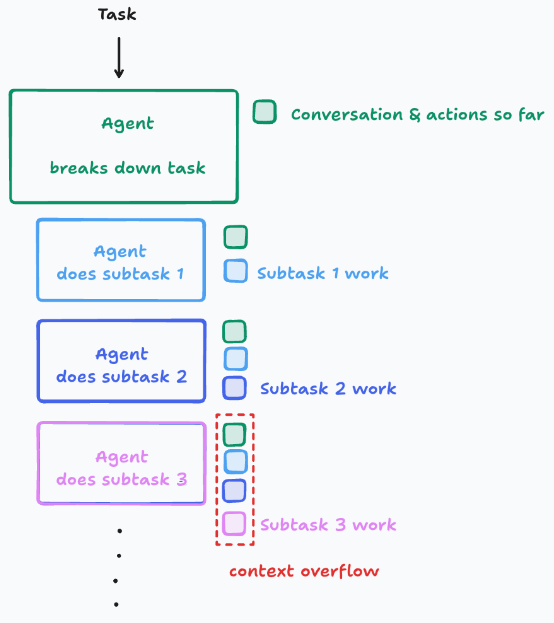 Task
Agent
breaks down task
Conversation & actions so far
Agent
does subtask 1
Subtask 1 work
Agent
does subtask 2
Subtask 2 work
Agent
does subtask 3
Subtask 3 work
context overflow